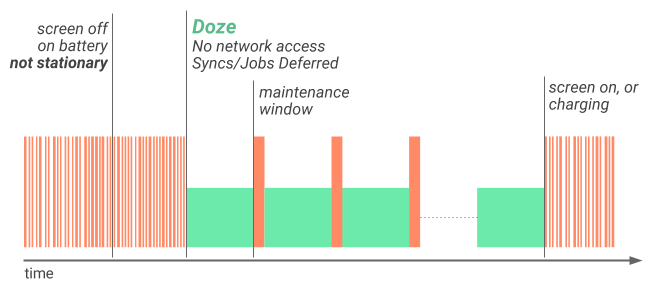 screen off
on battery
not stationary
Doze
No network access
Syncs/Jobs Deferred
maintenance
window
screen on, or
charging
time